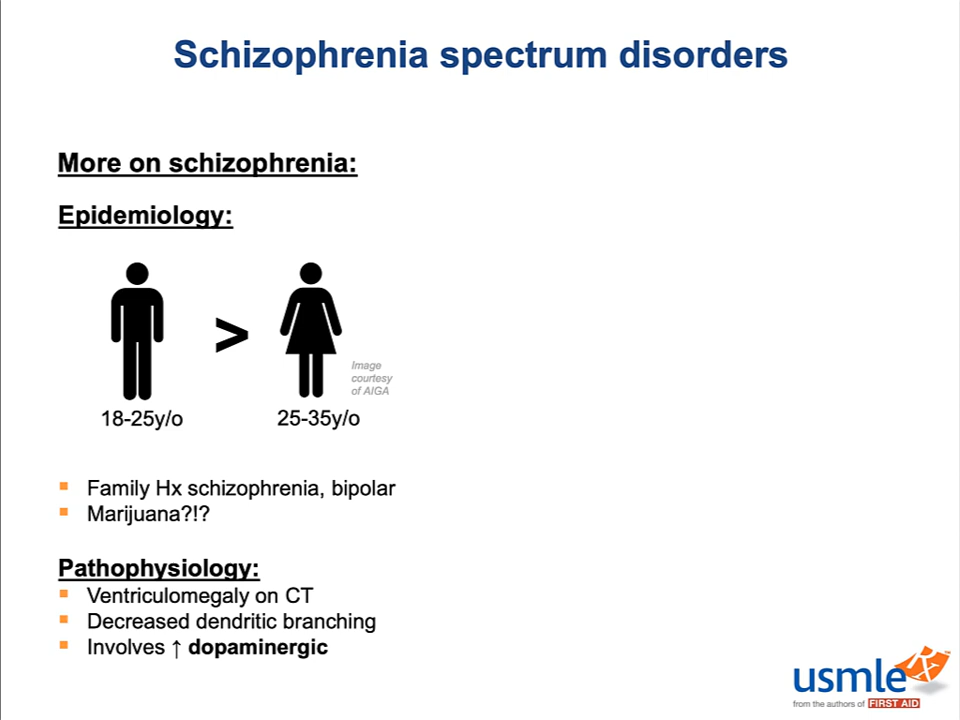 Schizophrenia spectrum disorders
More on schizophrenia:
Epidemiology:
>
Image
courtesy
of AIGA
18-25y/o
25-35y/o
Family Hx schizophrenia, bipolar
Marijuana?!?
Pathophysiology:
Ventriculomegaly on CT
Decreased dendritic branching
Involves ↑ dopaminergic
usmle Rx™
from the authors of FIRST AID